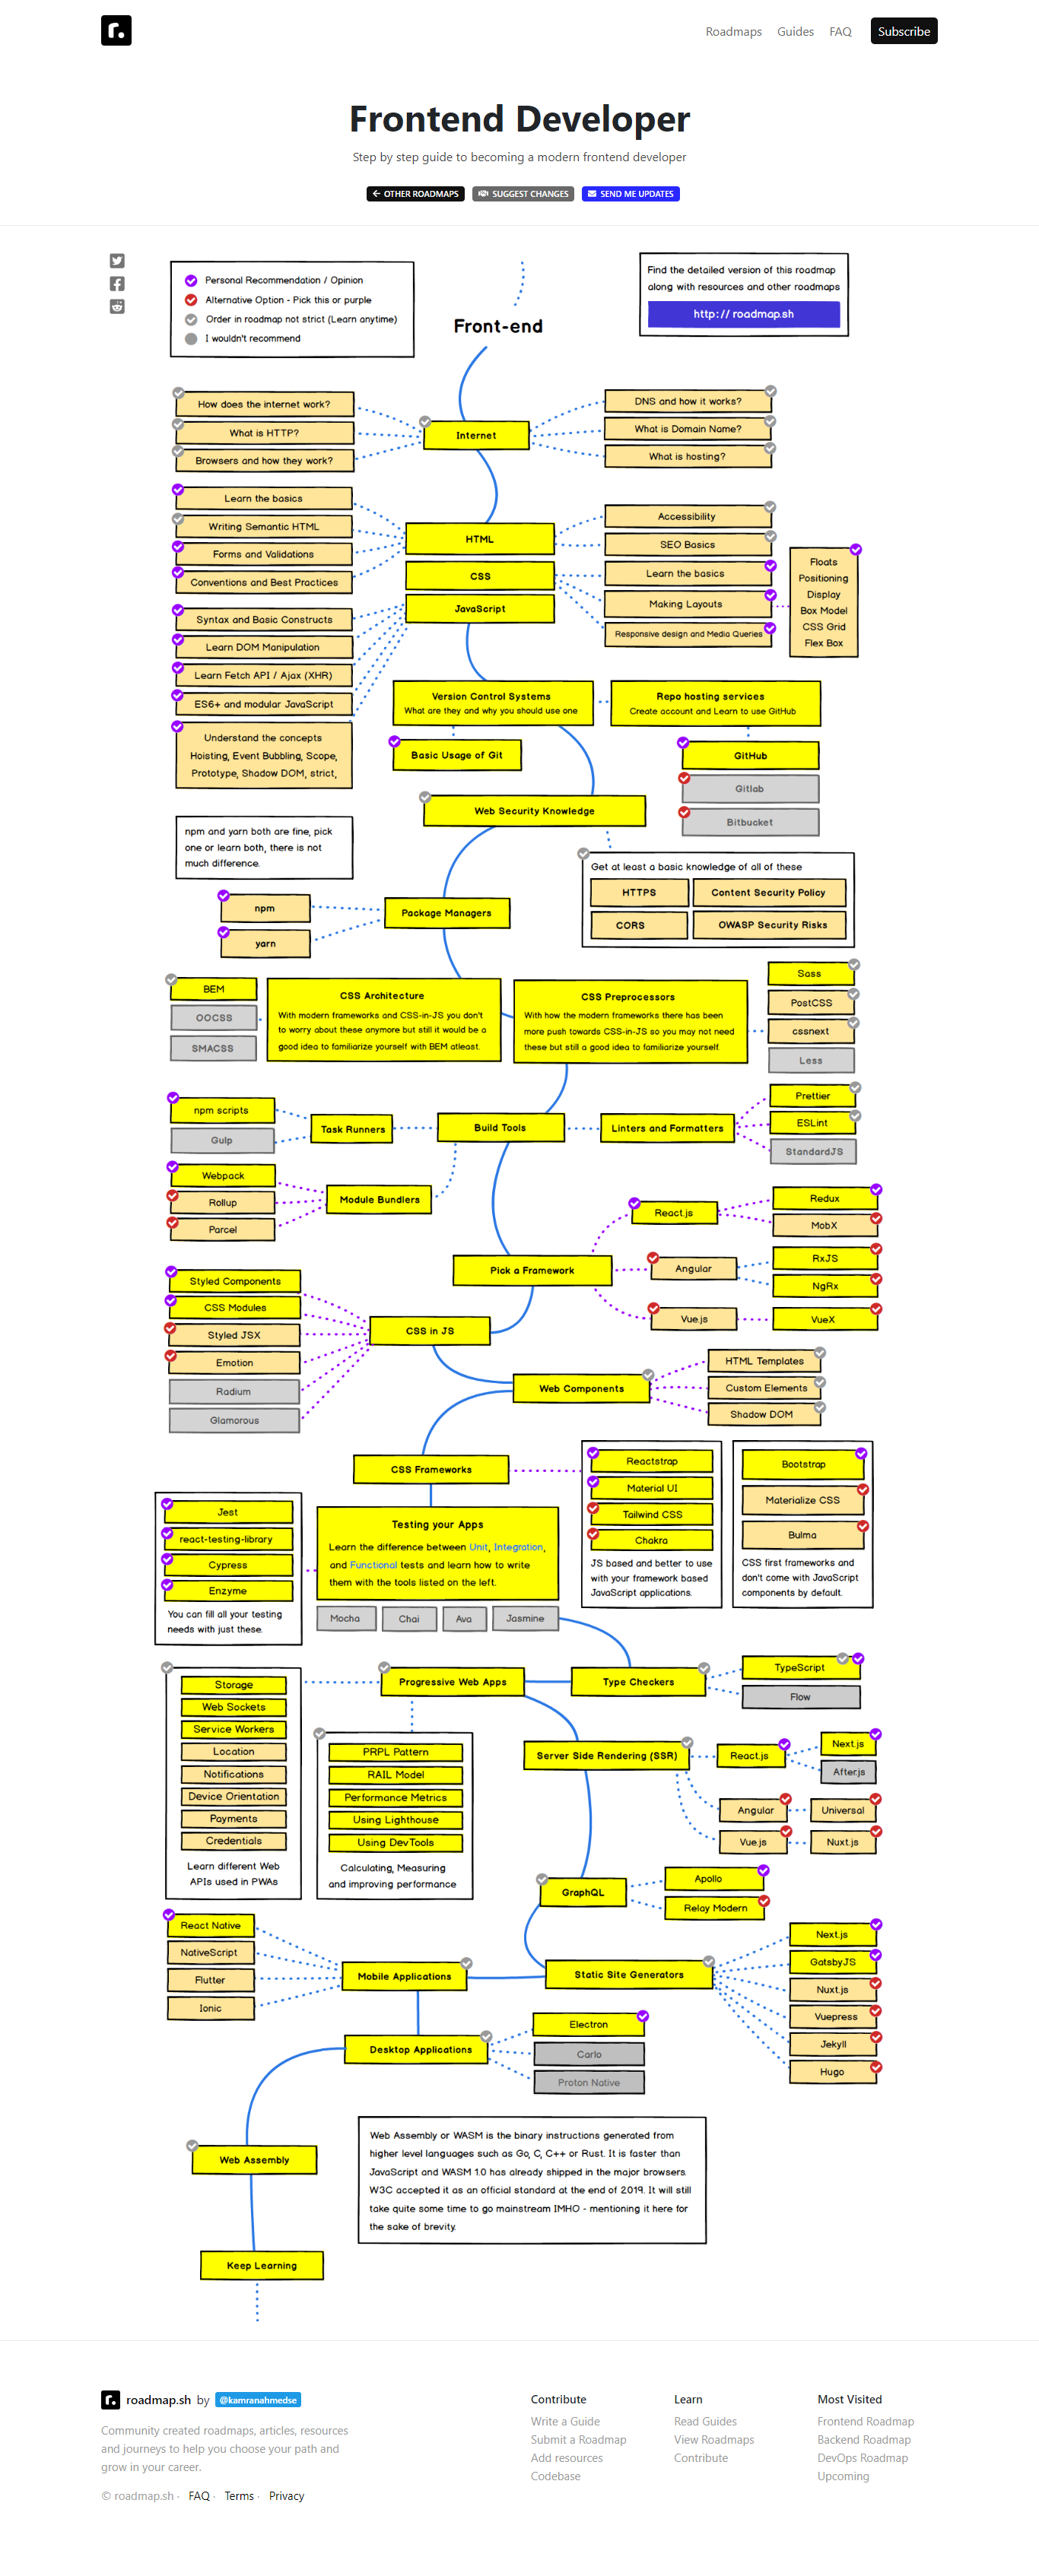 r.
Roadmaps
Guides
FAQ
Subscribe
Frontend Developer
Step by step guide to becoming a modern frontend developer
OTHER ROADMAPS
SUGGEST CHANGES
SEND ME UPDATES
Personal Recommendation / Opinion
Alternative Option - Pick this or purple
Order in roadmap not strict (Learn anytime)
I wouldn't recommend
Front-end
Find the detailed version of this roadmap
along with resources and other roadmaps
http:// roadmap.sh
How does the internet work?
What is HTTP?
Browsers and how they work?
Internet
DNS and how it works?
What is Domain Name?
What is hosting?
Learn the basics
Writing Semantic HTML
Forms and Validations
Conventions and Best Practices
HTML
CSS
JavaScript
Accessibility
SEO Basics
Learn the basics
Making Layouts
Responsive design and Media Queries
Floats
Positioning
Display
Box Model
CSS Grid
Flex Box
Syntax and Basic Constructs
Learn DOM Manipulation
Learn Fetch API / Ajax (XHR)
ES6+ and modular JavaScript
Understand the concepts
Hoisting, Event Bubbling, Scope,
Prototype, Shadow DOM, strict,
Version Control Systems
What are they and why you should use one
Repo hosting services
Create account and Learn to use GitHub
Basic Usage of Git
GitHub
Gitlab
Bitbucket
Web Security Knowledge
npm and yarn both are fine, pick
one or learn both, there is not
much difference.
Get at least a basic knowledge of all of these
HTTPS
Content Security Policy
CORS
OWASP Security Risks
npm
yarn
Package Managers
BEM
OOCSS
SMACSS
CSS Architecture
With modern frameworks and CSS-in-JS you don't
to worry about these anymore but still it would be a
good idea to familiarize yourself with BEM atleast.
CSS Preprocessors
With how the modern frameworks there has been
more push towards CSS-in-JS so you may not need
these but still a good idea to familiarize yourself.
Sass
PostCSS
cssnext
Less
npm scripts
Gulp
Task Runners
Build Tools
Linters and Formatters
Prettier
ESLint
StandardJS
Webpack
Rollup
Parcel
Module Bundlers
Pick a Framework
React.js
Redux
MobX
Angular
RxJS
NgRx
Vue.js
VueX
Styled Components
CSS Modules
Styled JSX
Emotion
Radium
Glamorous
CSS in JS
Web Components
HTML Templates
Custom Elements
Shadow DOM
CSS Frameworks
Reactstrap
Material UI
Tailwind CSS
Chakra
JS based and better to use
with your framework based
JavaScript applications.
Bootstrap
Materialize CSS
Bulma
CSS first frameworks and
don't come with JavaScript
components by default.
Jest
react-testing-library
Cypress
Enzyme
You can fill all your testing
needs with just these.
Testing your Apps
Learn the difference between Unit, Integration,
and Functional tests and learn how to write
them with the tools listed on the left.
Mocha
Chai
Ava
Jasmine
Progressive Web Apps
Type Checkers
TypeScript
Flow
Storage
Web Sockets
Service Workers
Location
Notifications
Device Orientation
Payments
Credentials
Learn different Web
APIs used in PWAs
PRPL Pattern
RAIL Model
Performance Metrics
Using Lighthouse
Using DevTools
Calculating, Measuring
and improving performance
Server Side Rendering (SSR)
React.js
Next.js
After.js
Angular
Universal
Vue.js
Nuxt.js
GraphQL
Apollo
Relay Modern
React Native
NativeScript
Flutter
Ionic
Mobile Applications
Static Site Generators
Next.js
GatsbyJS
Nuxt.js
Vuepress
Jekyll
Hugo
Desktop Applications
Electron
Carlo
Proton Native
Web Assembly
Web Assembly or WASM is the binary instructions generated from
higher level languages such as Go, C, C++ or Rust. It is faster than
JavaScript and WASM 1.0 has already shipped in the major browsers.
W3C accepted it as an official standard at the end of 2019. It will still
take quite some time to go mainstream IMHO - mentioning it here for
the sake of brevity.
Keep Learning
r. roadmap.sh by @kamranahmedse
Community created roadmaps, articles, resources
and journeys to help you choose your path and
grow in your career.
© roadmap.sh · FAQ · Terms · Privacy
Contribute
Write a Guide
Submit a Roadmap
Add resources
Codebase
Learn
Read Guides
View Roadmaps
Contribute
Most Visited
Frontend Roadmap
Backend Roadmap
DevOps Roadmap
Upcoming